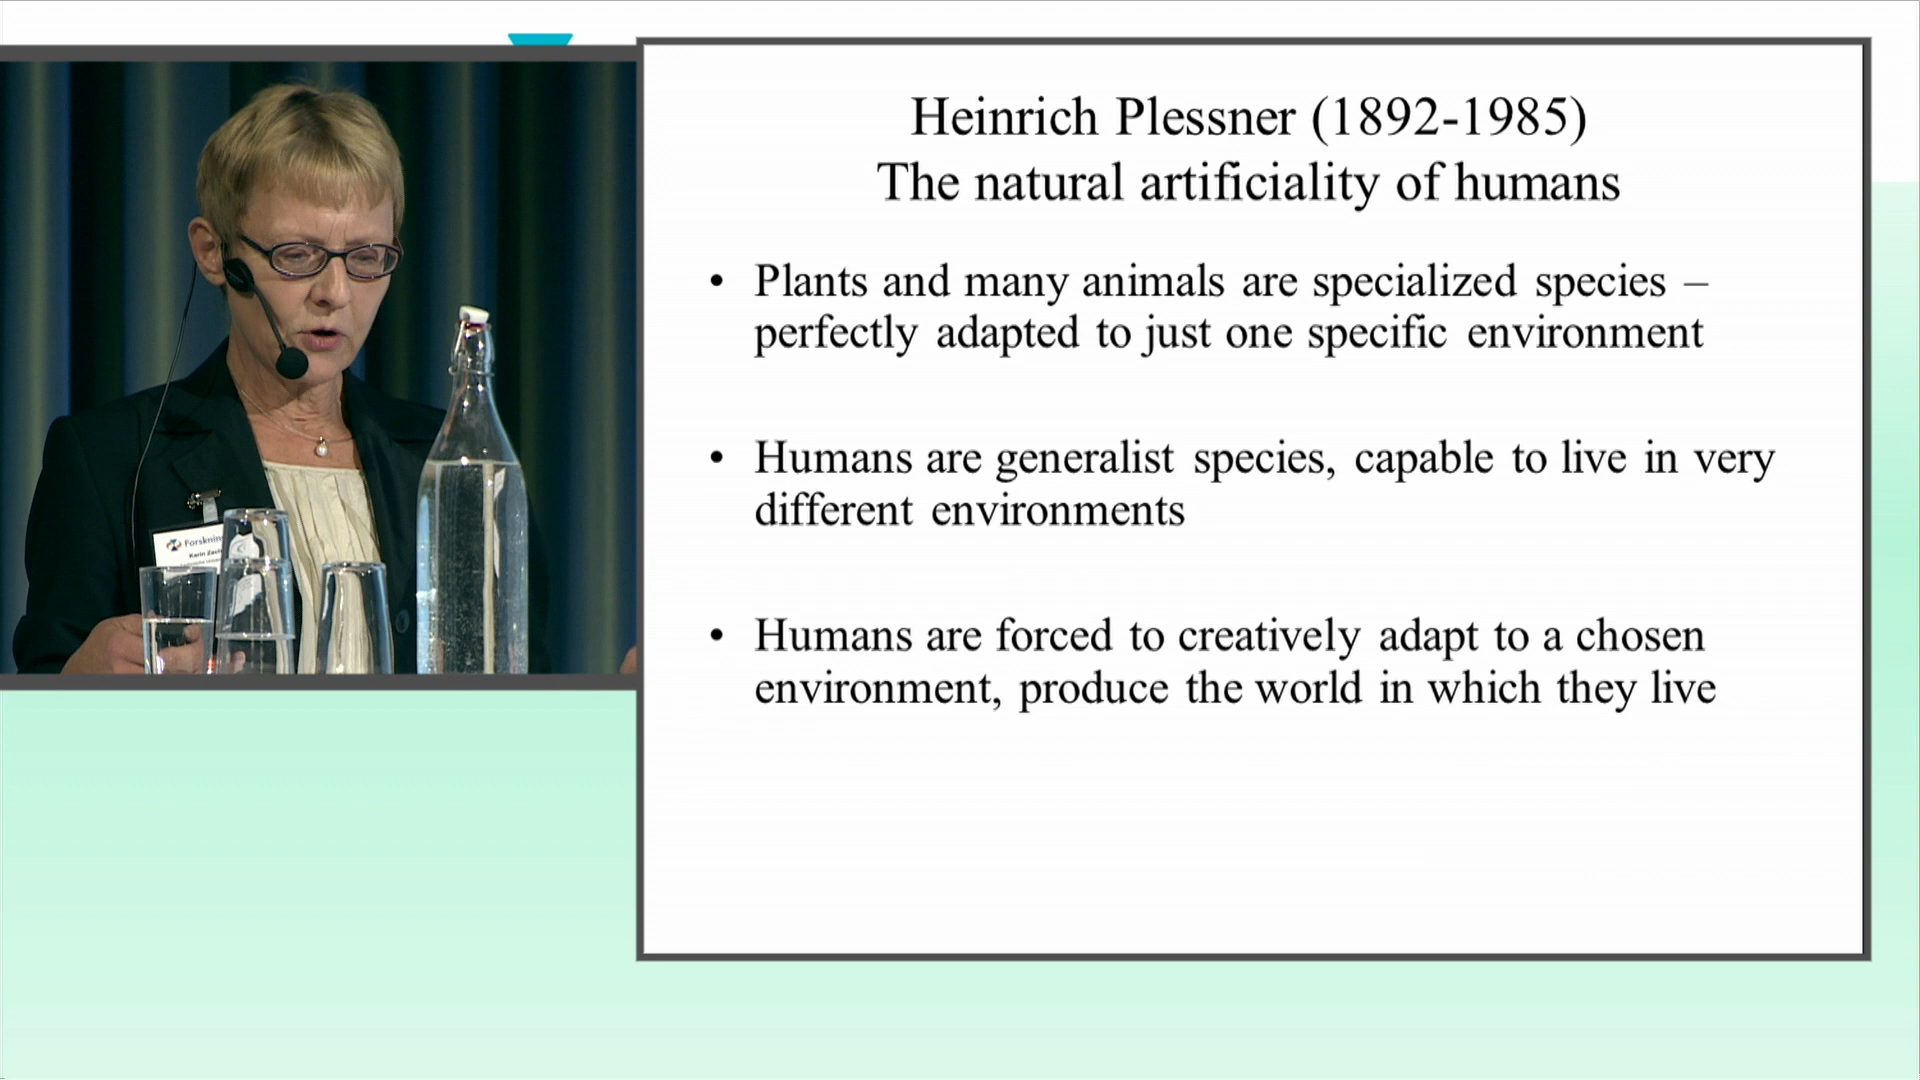 Heinrich Plessner (1892-1985)
The natural artificiality of humans
• Plants and many animals are specialized species –
perfectly adapted to just one specific environment
• Humans are generalist species, capable to live in very
different environments
• Humans are forced to creatively adapt to a chosen
environment, produce the world in which they live
Karin